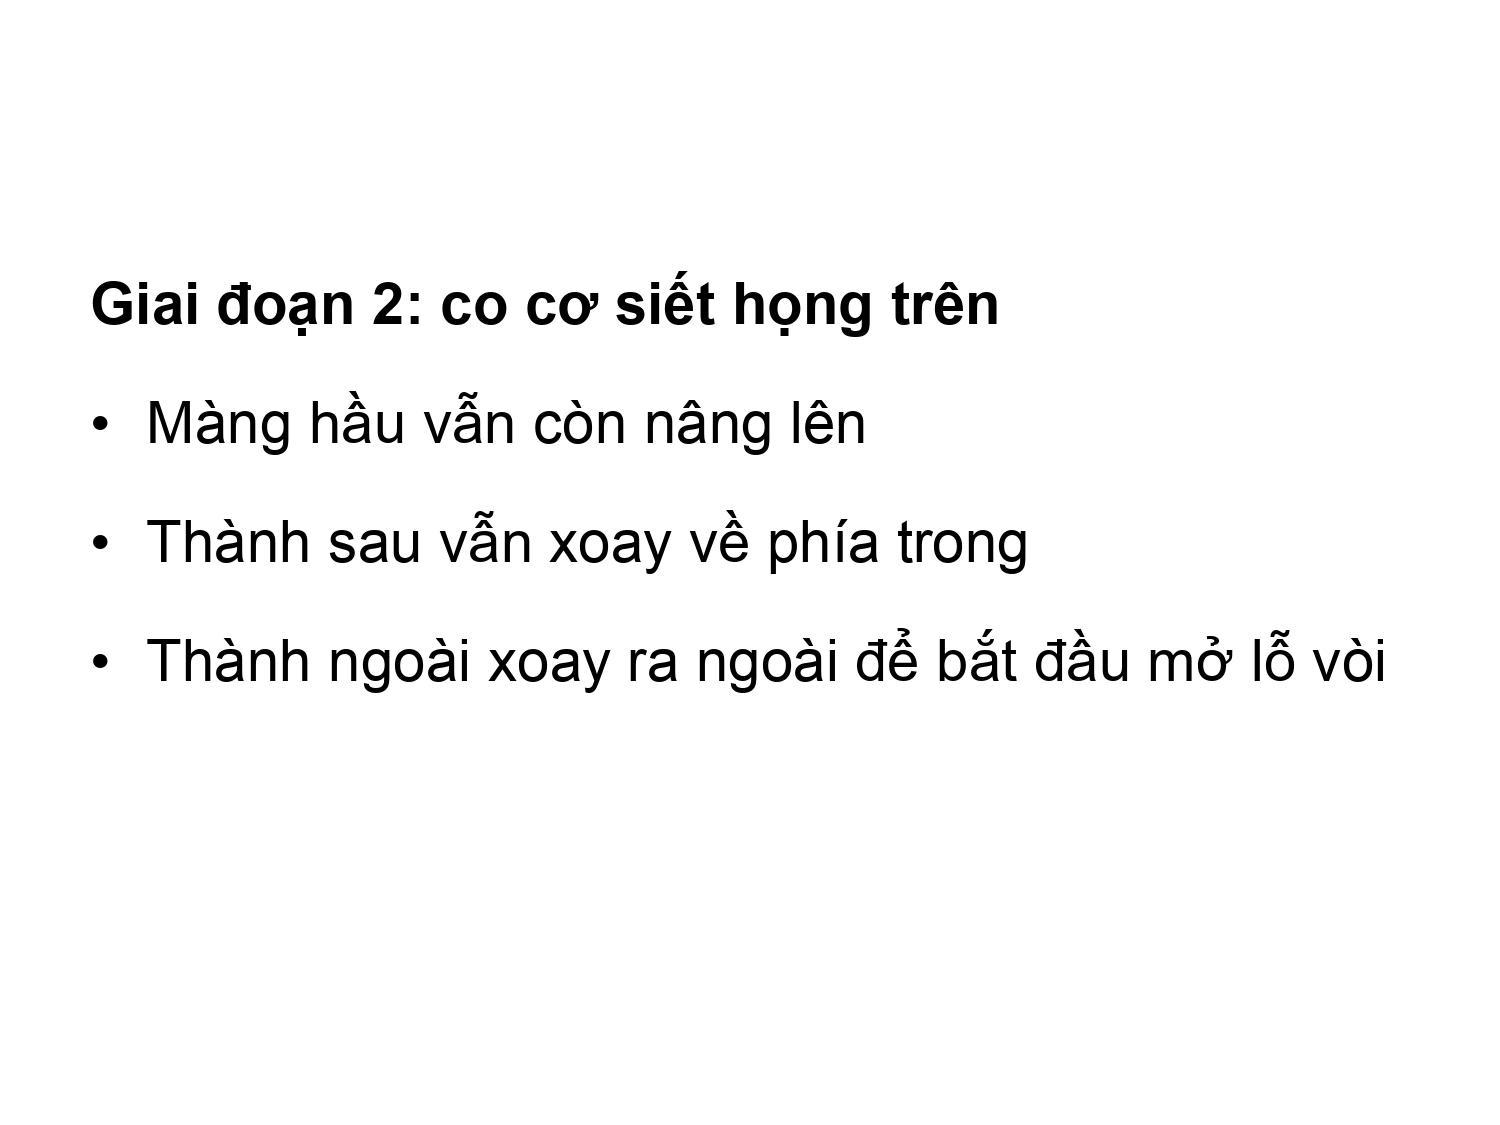 Giai đoạn 2: co cơ siết họng trên
• Màng hầu vẫn còn nâng lên
• Thành sau vẫn xoay về phía trong
• Thành ngoài xoay ra ngoài để bắt đầu mở lỗ vòi